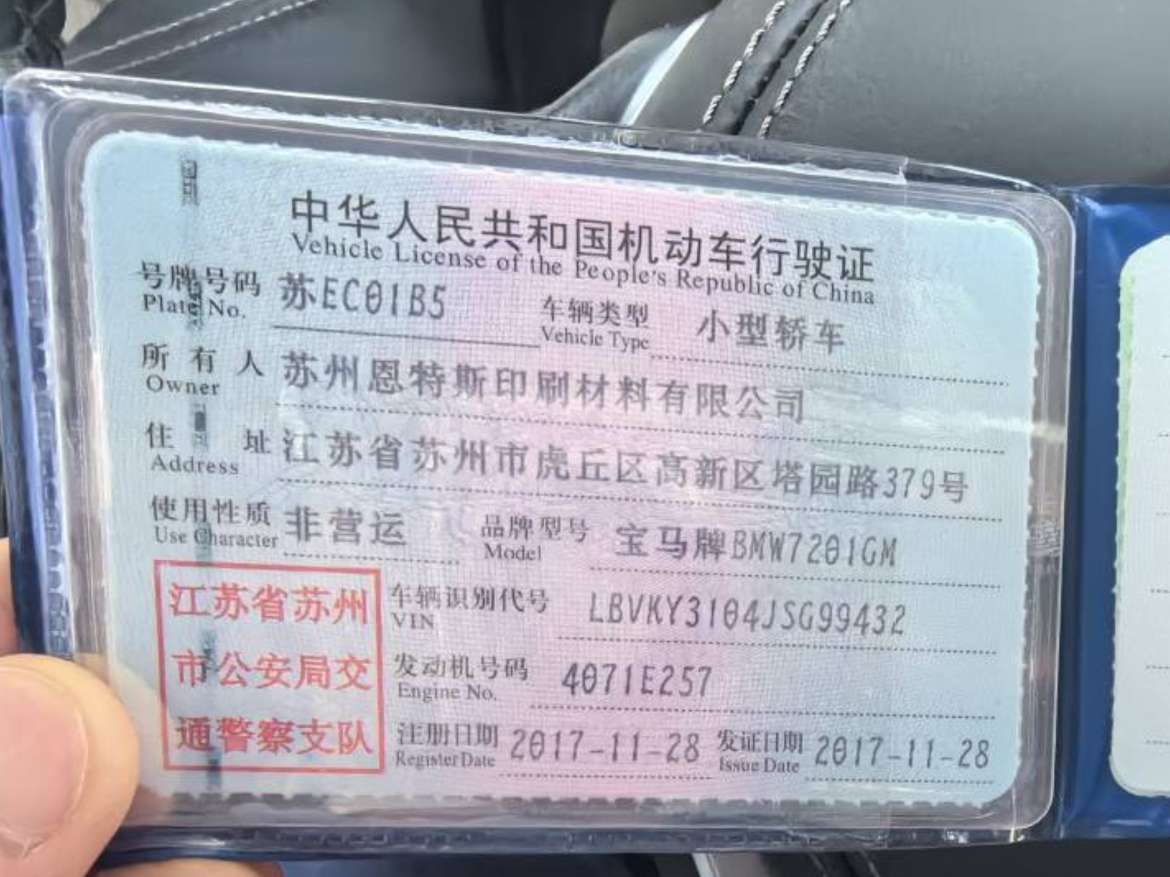 中华人民共和国机动车行驶证
Vehicle License of the People's Republic of China
号牌号码 苏EC01B5 车辆类型 小型轿车
Plate No. Vehicle Type
所有人 苏州恩特斯印刷材料有限公司
Owner
住址 江苏省苏州市虎丘区高新区塔园路379号
Address
使用性质 非营运 品牌型号 宝马牌BMW7201GM
Use Character Model
江苏省苏州
市公安局交
通警察支队
车辆识别代号 LBVKY3104JSG99432
VIN
发动机号码 4071E257
Engine No.
注册日期 2017-11-28 发证日期 2017-11-28
Register Date Issue Date